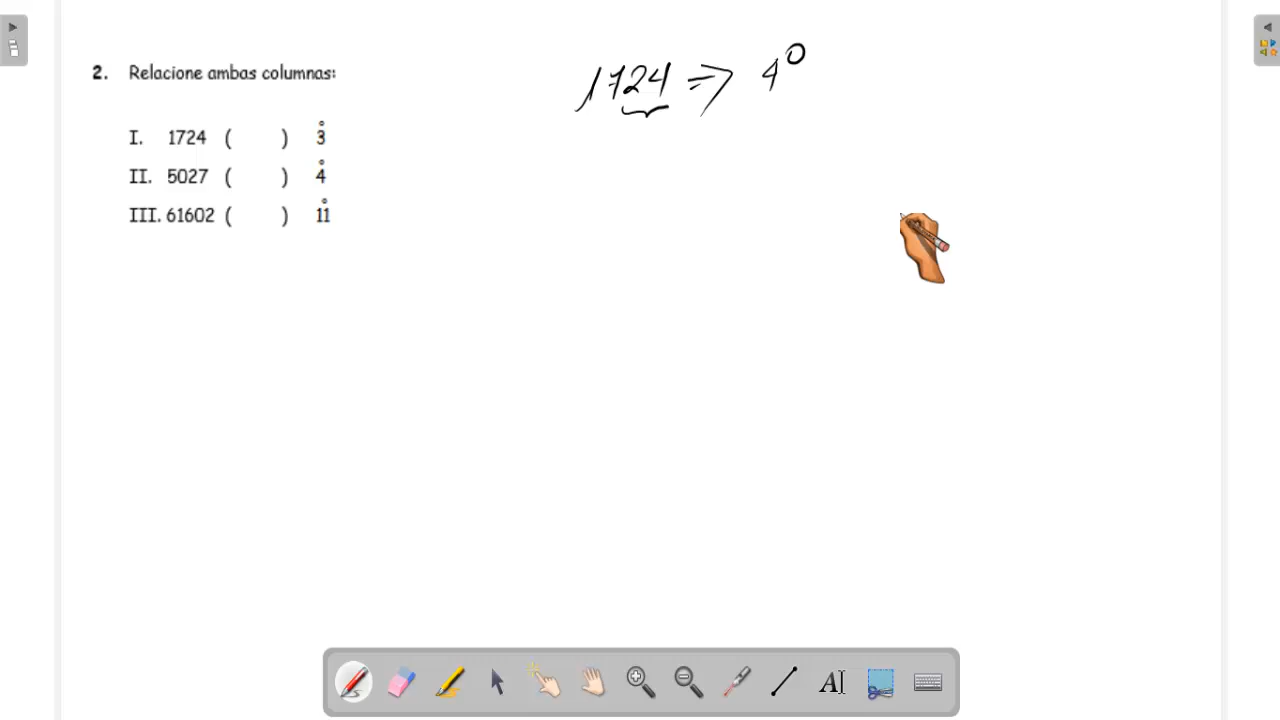 2. Relacione ambas columnas:
I. 1724 ( ) 3̊
II. 5027 ( ) 4̊
III. 61602 ( ) 11̊
1724 => 4°